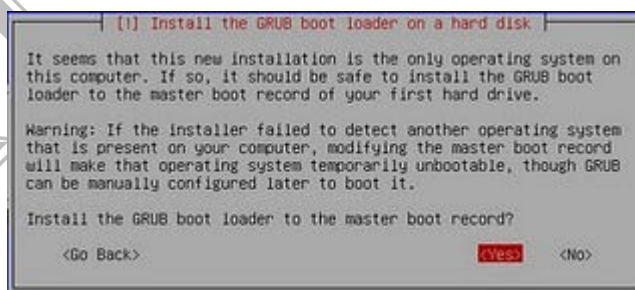 [!] Install the GRUB boot loader on a hard disk
It seems that this new installation is the only operating system on
this computer. If so, it should be safe to install the GRUB boot
loader to the master boot record of your first hard drive.
Warning: If the installer failed to detect another operating system
that is present on your computer, modifying the master boot record
will make that operating system temporarily unbootable, though GRUB
can be manually configured later to boot it.
Install the GRUB boot loader to the master boot record?
<Go Back> <Yes> <No>